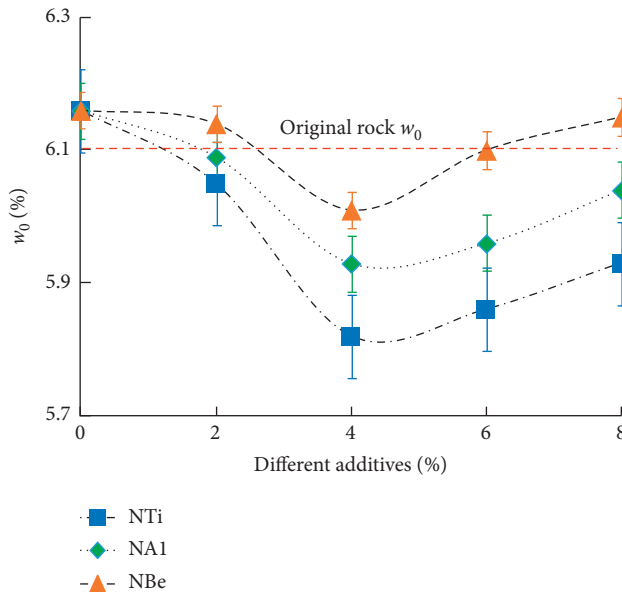 6.3
6.1
5.9
5.7
w₀ (%)
Original rock w₀
0 2 4 6 8
Different additives (%)
NTi
NA1
NBe